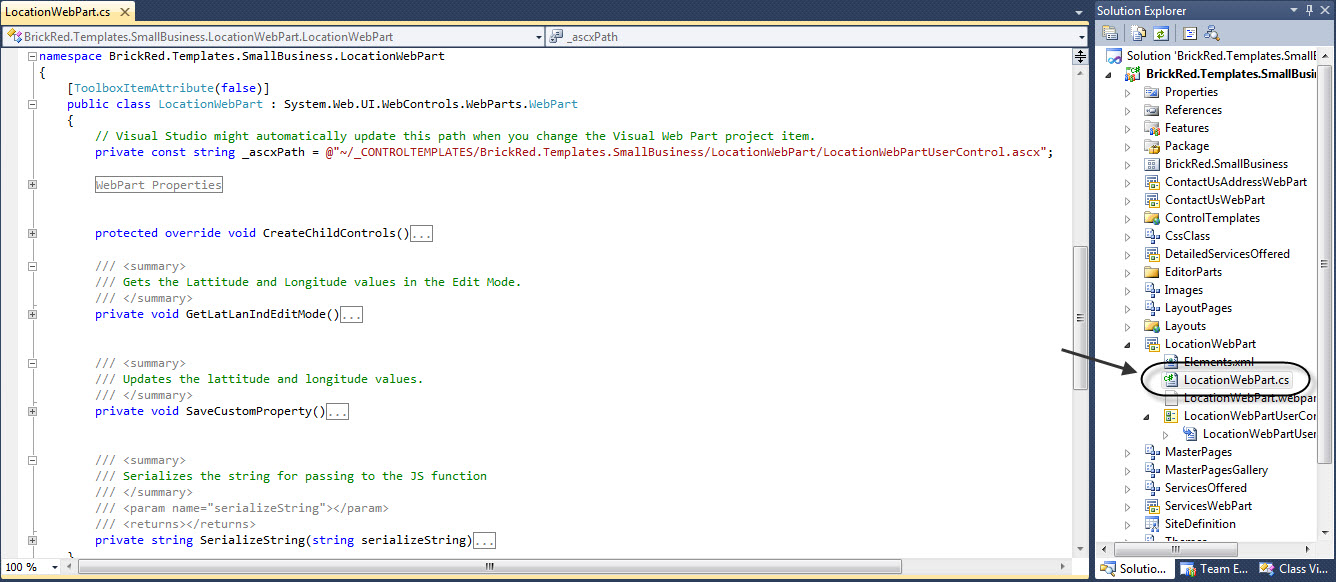 LocationWebPart.cs
BrickRed.Templates.SmallBusiness.LocationWebPart.LocationWebPart
_ascxPath
namespace BrickRed.Templates.SmallBusiness.LocationWebPart
{
[ToolboxItemAttribute(false)]
public class LocationWebPart : System.Web.UI.WebControls.WebParts.WebPart
{
// Visual Studio might automatically update this path when you change the Visual Web Part project item.
private const string _ascxPath = @"~/_CONTROLTEMPLATES/BrickRed.Templates.SmallBusiness/LocationWebPart/LocationWebPartUserControl.ascx";
WebPart Properties
protected override void CreateChildControls()...
/// <summary>
/// Gets the Lattitude and Longitude values in the Edit Mode.
/// </summary>
private void GetLatLanIndEditMode()...
/// <summary>
/// Updates the lattitude and longitude values.
/// </summary>
private void SaveCustomProperty()...
/// <summary>
/// Serializes the string for passing to the JS function
/// </summary>
/// <param name="serializeString"></param>
/// <returns></returns>
private string SerializeString(string serializeString)...
}
100 %
Solution Explorer
Solution 'BrickRed.Templates.SmallE
BrickRed.Templates.SmallBusi
Properties
References
Features
Package
BrickRed.SmallBusiness
ContactUsAddressWebPart
ContactUsWebPart
ControlTemplates
CssClass
DetailedServicesOffered
EditorParts
Images
LayoutPages
Layouts
LocationWebPart
Elements.xml
LocationWebPart.cs
LocationWebPart.webpar
LocationWebPartUserCor
LocationWebPartUser
MasterPages
MasterPagesGallery
ServicesOffered
ServicesWebPart
SiteDefinition
Solutio...
Team E...
Class Vi...